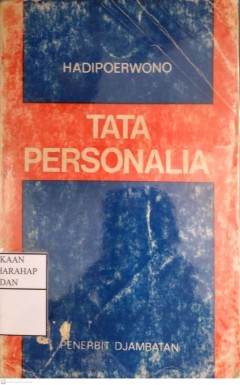 HADIPOERWONO
TATA
PERSONALIA
KAAN
HARAHAP
DAN
PENERBIT DJAMBATAN